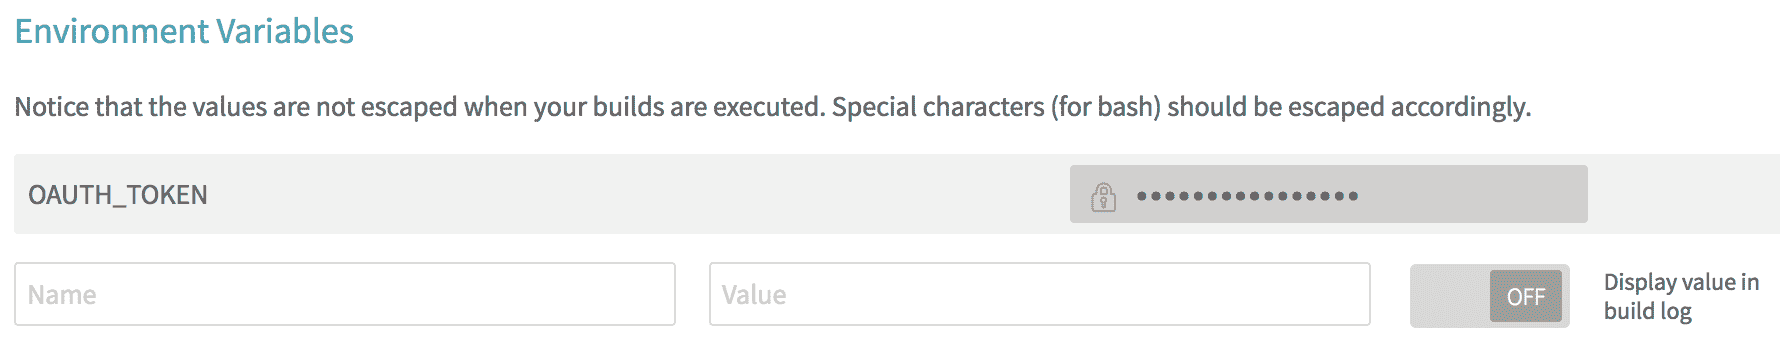 Environment Variables
Notice that the values are not escaped when your builds are executed. Special characters (for bash) should be escaped accordingly.
OAUTH_TOKEN ••••••••••••••••
Name Value OFF Display value in
build log